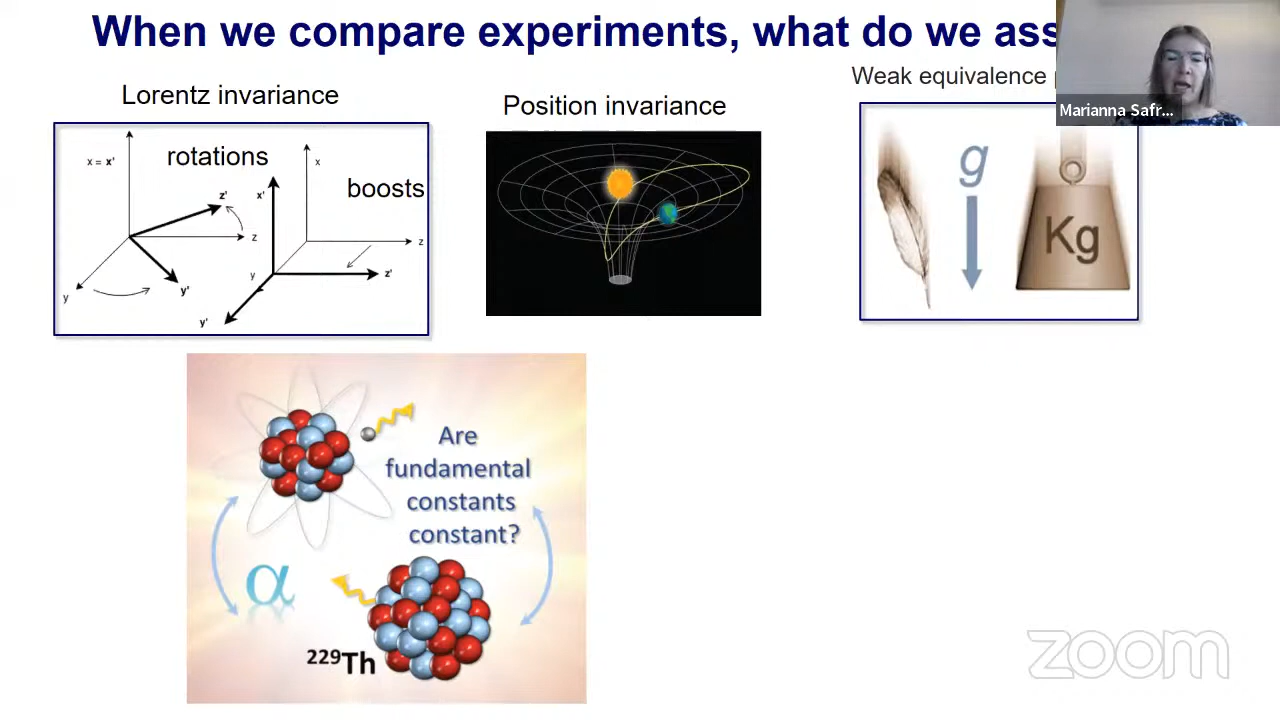 When we compare experiments, what do we ass
Weak equivalence
Lorentz invariance
Position invariance
Marianna Safr...
x = x'
rotations
z'
z
y
y'
x
x'
boosts
z
y
z'
y'
g
Kg
Are
fundamental
constants
constant?
α
²²⁹Th
zoom